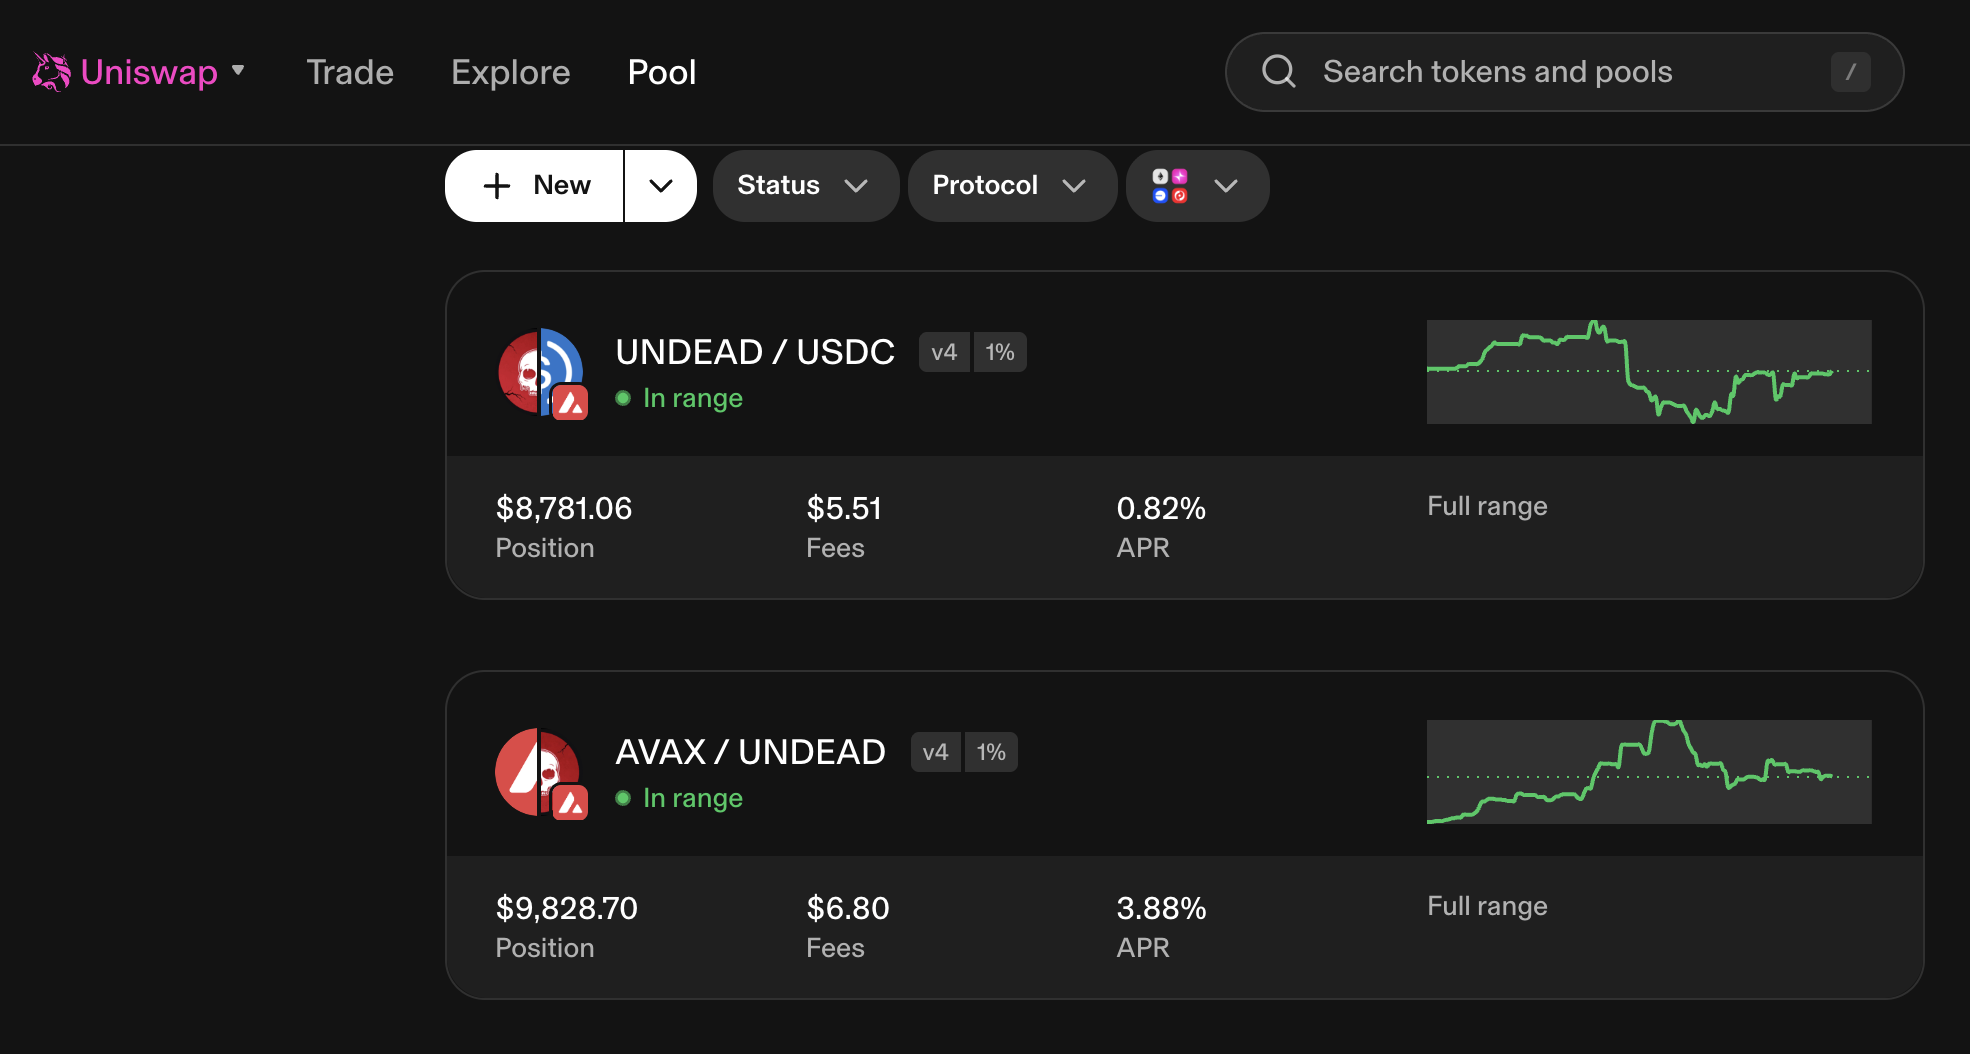 Uniswap Trade Explore Pool Search tokens and pools /
New Status Protocol
UNDEAD / USDC v4 1%
In range
$8,781.06 $5.51 0.82% Full range
Position Fees APR
AVAX / UNDEAD v4 1%
In range
$9,828.70 $6.80 3.88% Full range
Position Fees APR